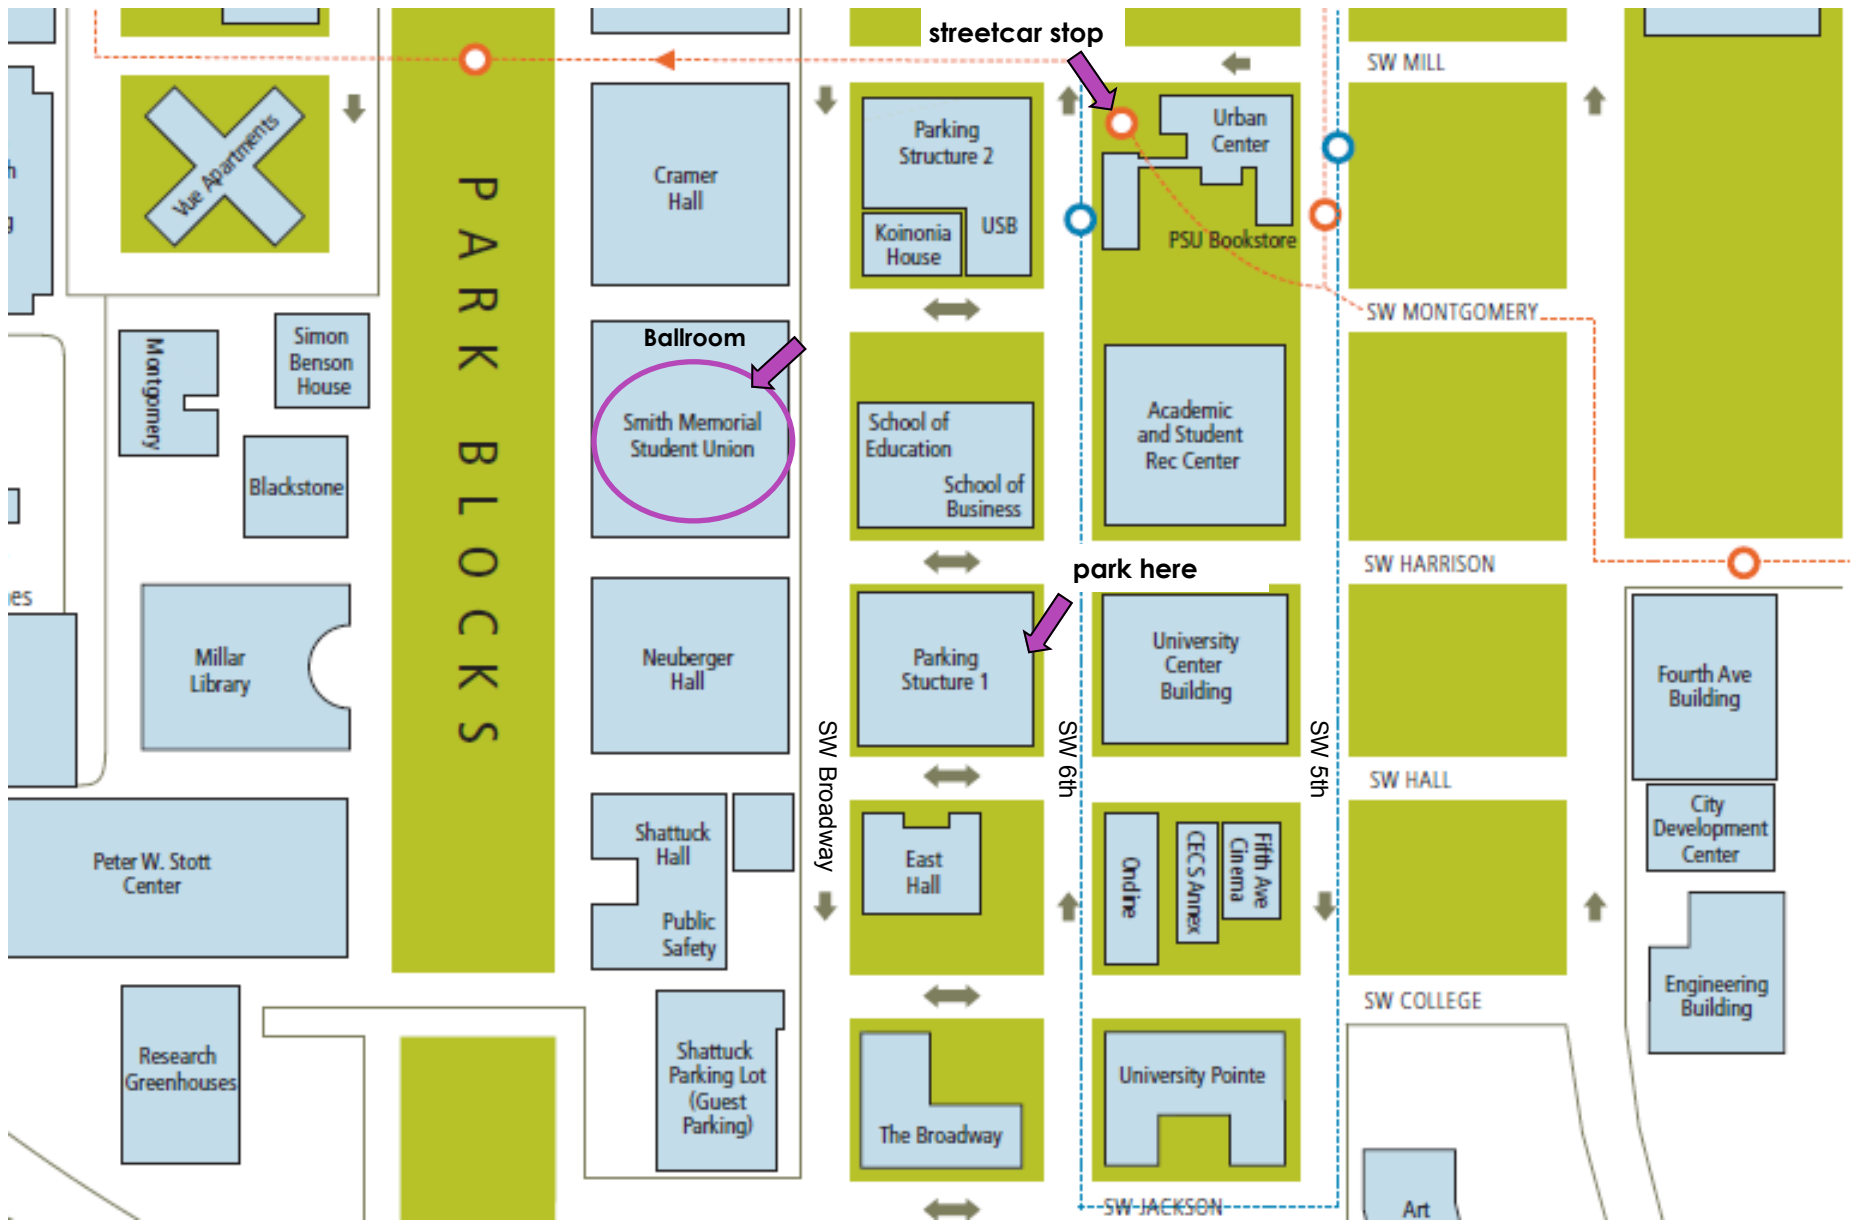 streetcar stop
SW MILL
Vue Apartments
PARK BLOCKS
Cramer
Hall
Parking
Structure 2
USB
Koinonia
House
Urban
Center
PSU Bookstore
SW MONTGOMERY
Montgomery
Simon
Benson
House
Blackstone
Ballroom
Smith Memorial
Student Union
School of
Education
School of
Business
Academic
and Student
Rec Center
SW HARRISON
park here
es
Millar
Library
Neuberger
Hall
Parking
Stucture 1
University
Center
Building
Fourth Ave
Building
SW Broadway
SW 6th
SW 5th
SW HALL
Peter W. Stott
Center
Shattuck
Hall
Public
Safety
East
Hall
Ondine
CECS Annex
Fifth Ave
Cinema
City
Development
Center
Engineering
Building
SW COLLEGE
Research
Greenhouses
Shattuck
Parking Lot
(Guest
Parking)
The Broadway
University Pointe
SW JACKSON
Art